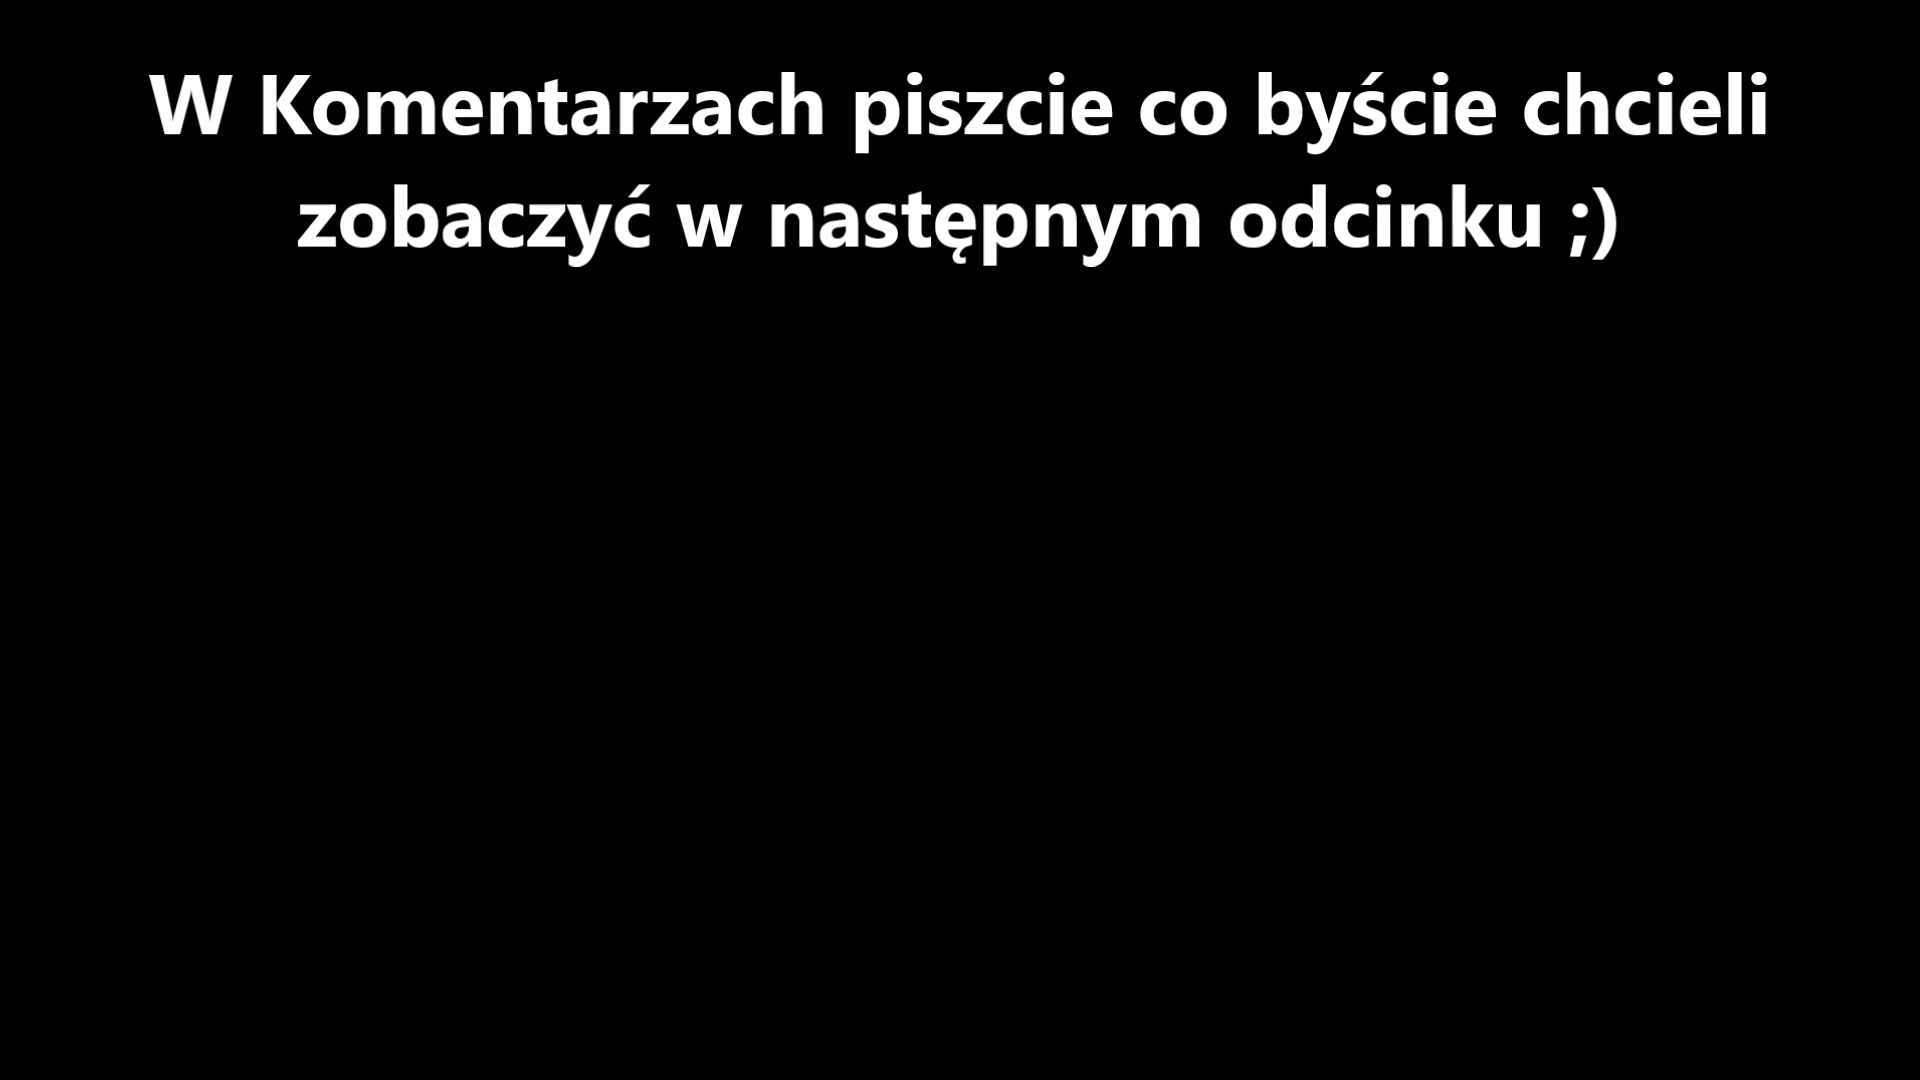 W Komentarzach piszcie co byście chcieli
zobaczyć w następnym odcinku ;)